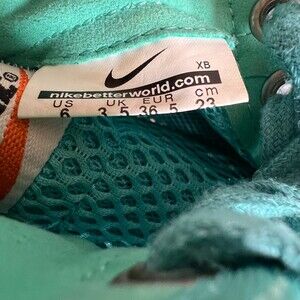 XB
nikebetterworld.com
US UK EUR cm
6 3.5 36.5 23